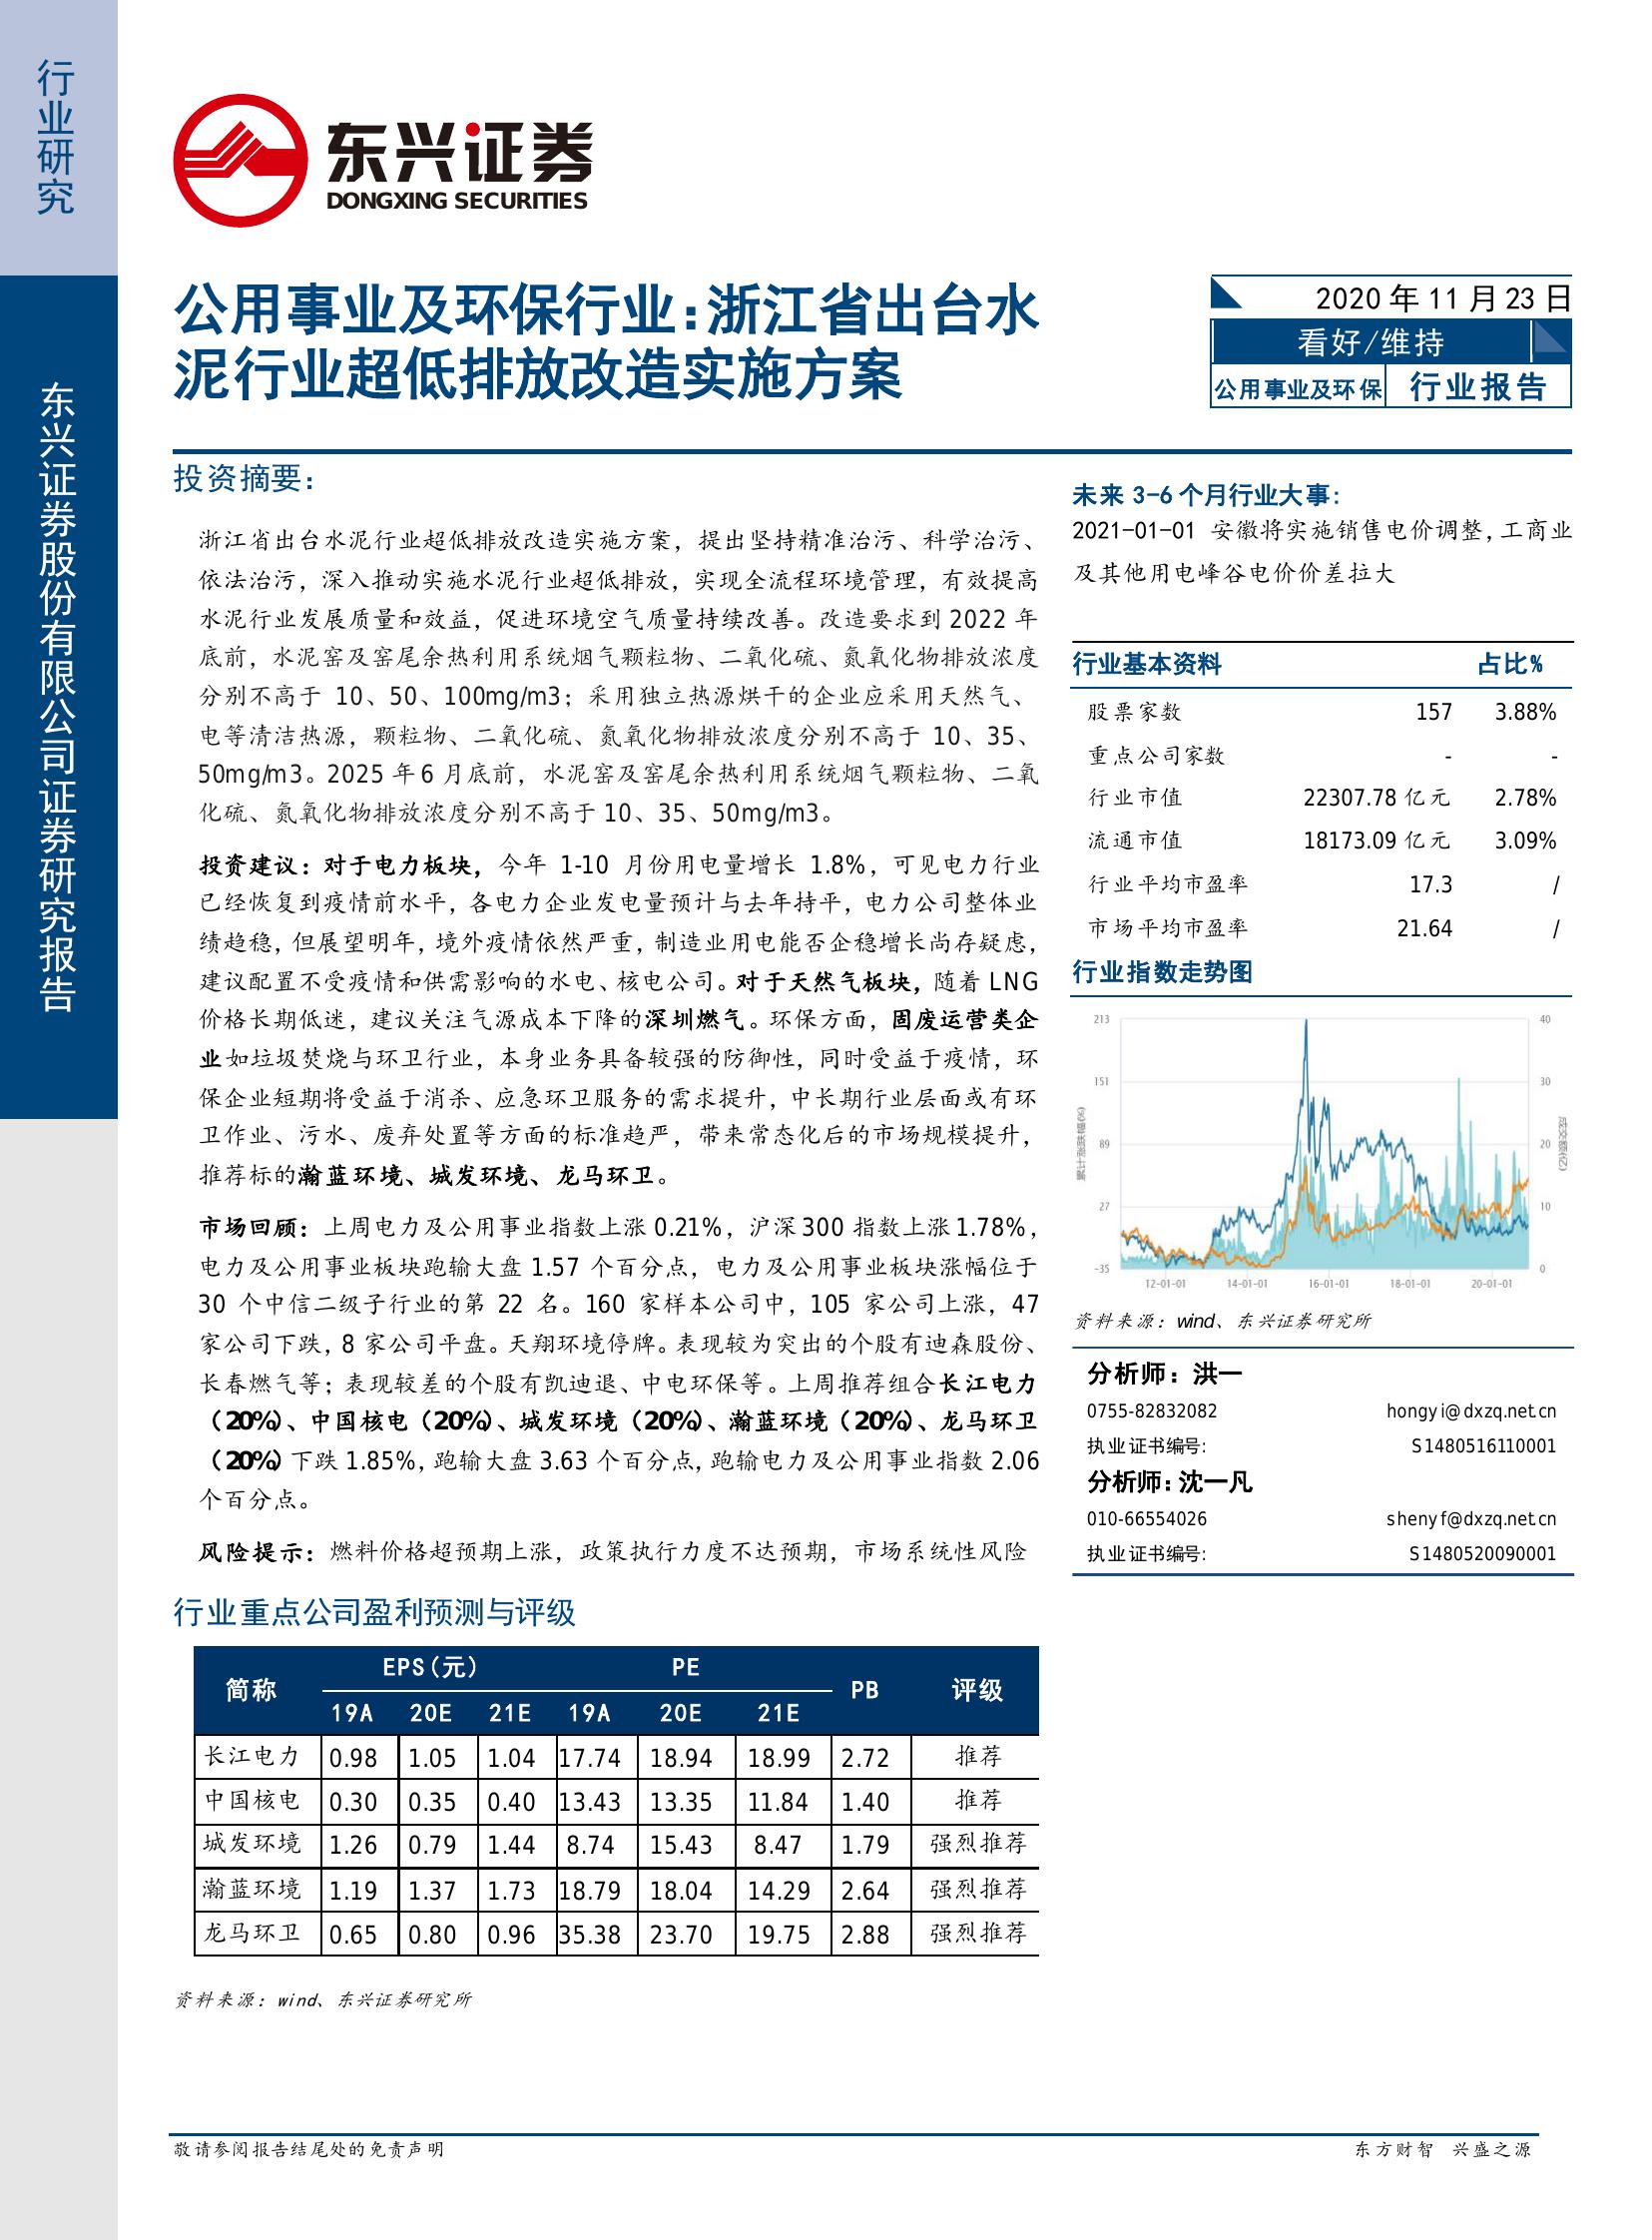 行业研究
东兴证券股份有限公司证券研究报告
东兴证券
DONGXING SECURITIES
公用事业及环保行业：浙江省出台水
泥行业超低排放改造实施方案
2020 年 11 月 23 日
看好/维持
公用事业及环保 行业报告
投资摘要：
浙江省出台水泥行业超低排放改造实施方案，提出坚持精准治污、科学治污、
依法治污，深入推动实施水泥行业超低排放，实现全流程环境管理，有效提高
水泥行业发展质量和效益，促进环境空气质量持续改善。改造要求到 2022 年
底前，水泥窑及窑尾余热利用系统烟气颗粒物、二氧化硫、氮氧化物排放浓度
分别不高于 10、50、100mg/m3；采用独立热源烘干的企业应采用天然气、
电等清洁热源，颗粒物、二氧化硫、氮氧化物排放浓度分别不高于 10、35、
50mg/m3。2025 年 6 月底前，水泥窑及窑尾余热利用系统烟气颗粒物、二氧
化硫、氮氧化物排放浓度分别不高于 10、35、50mg/m3。
投资建议：对于电力板块，今年 1-10 月份用电量增长 1.8%，可见电力行业
已经恢复到疫情前水平，各电力企业发电量预计与去年持平，电力公司整体业
绩趋稳，但展望明年，境外疫情依然严重，制造业用电能否企稳增长尚存疑虑，
建议配置不受疫情和供需影响的水电、核电公司。对于天然气板块，随着 LNG
价格长期低迷，建议关注气源成本下降的深圳燃气。环保方面，固废运营类企
业如垃圾焚烧与环卫行业，本身业务具备较强的防御性，同时受益于疫情，环
保企业短期将受益于消杀、应急环卫服务的需求提升，中长期行业层面或有环
卫作业、污水、废弃处置等方面的标准趋严，带来常态化后的市场规模提升，
推荐标的瀚蓝环境、城发环境、龙马环卫。
市场回顾：上周电力及公用事业指数上涨 0.21%，沪深 300 指数上涨 1.78%，
电力及公用事业板块跑输大盘 1.57 个百分点，电力及公用事业板块涨幅位于
30 个中信二级子行业的第 22 名。160 家样本公司中，105 家公司上涨，47
家公司下跌，8 家公司平盘。天翔环境停牌。表现较为突出的个股有迪森股份、
长春燃气等；表现较差的个股有凯迪退、中电环保等。上周推荐组合长江电力
（20%）、中国核电（20%）、城发环境（20%）、瀚蓝环境（20%）、龙马环卫
（20%）下跌 1.85%，跑输大盘 3.63 个百分点，跑输电力及公用事业指数 2.06
个百分点。
风险提示：燃料价格超预期上涨，政策执行力度不达预期，市场系统性风险
行业重点公司盈利预测与评级
简称 EPS(元) PE PB 评级
19A 20E 21E 19A 20E 21E
长江电力 0.98 1.05 1.04 17.74 18.94 18.99 2.72 推荐
中国核电 0.30 0.35 0.40 13.43 13.35 11.84 1.40 推荐
城发环境 1.26 0.79 1.44 8.74 15.43 8.47 1.79 强烈推荐
瀚蓝环境 1.19 1.37 1.73 18.79 18.04 14.29 2.64 强烈推荐
龙马环卫 0.65 0.80 0.96 35.38 23.70 19.75 2.88 强烈推荐
资料来源：wind、东兴证券研究所
未来 3-6 个月行业大事：
2021-01-01 安徽将实施销售电价调整，工商业
及其他用电峰谷电价价差拉大
行业基本资料 占比%
股票家数 157 3.88%
重点公司家数 - -
行业市值 22307.78 亿元 2.78%
流通市值 18173.09 亿元 3.09%
行业平均市盈率 17.3 /
市场平均市盈率 21.64 /
行业指数走势图
213 40
151 30
89 20
27 10
-35 0
累计涨跌幅(%)
成交额(亿)
12-01-01 14-01-01 16-01-01 18-01-01 20-01-01
资料来源：wind、东兴证券研究所
分析师：洪一
0755-82832082 hongyi@dxzq.net.cn
执业证书编号: S1480516110001
分析师：沈一凡
010-66554026 shenyf@dxzq.net.cn
执业证书编号: S1480520090001
敬请参阅报告结尾处的免责声明 东方财智 兴盛之源